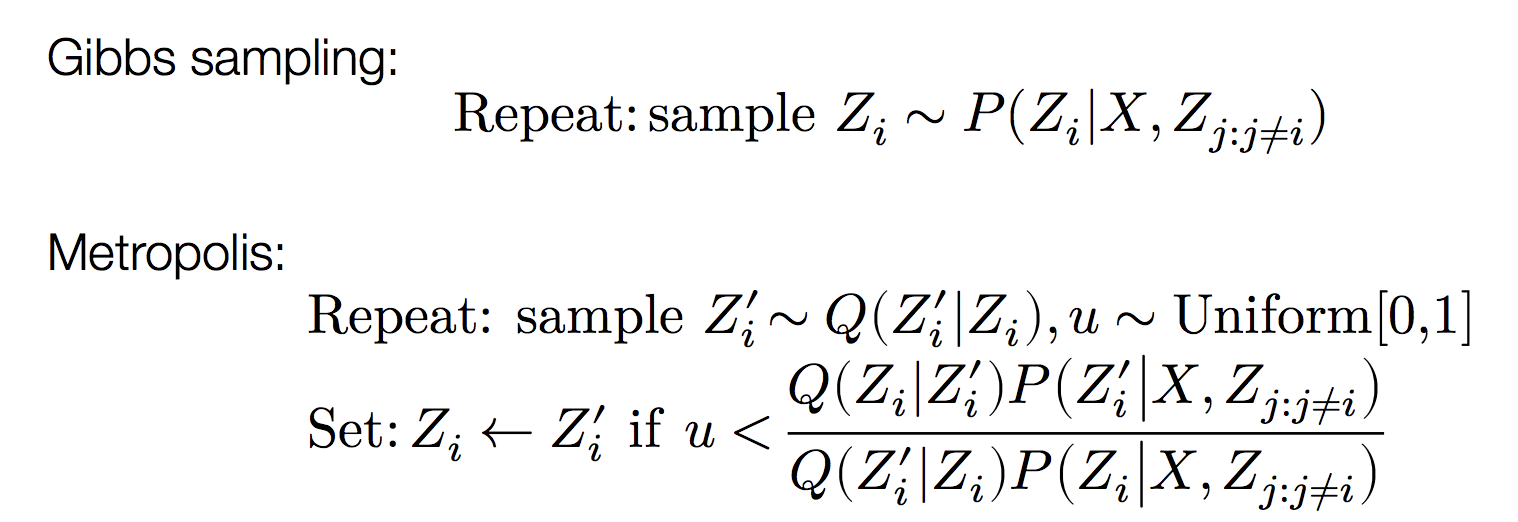 Gibbs sampling:
Repeat: sample Z_i ∼ P(Z_i|X, Z_{j:j≠i})
Metropolis:
Repeat: sample Z′_i ∼ Q(Z′_i|Z_i), u ∼ Uniform[0,1]
Set: Z_i ← Z′_i if u < \frac{Q(Z_i|Z′_i)P(Z′_i|X, Z_{j:j≠i})}{Q(Z′_i|Z_i)P(Z_i|X, Z_{j:j≠i})}